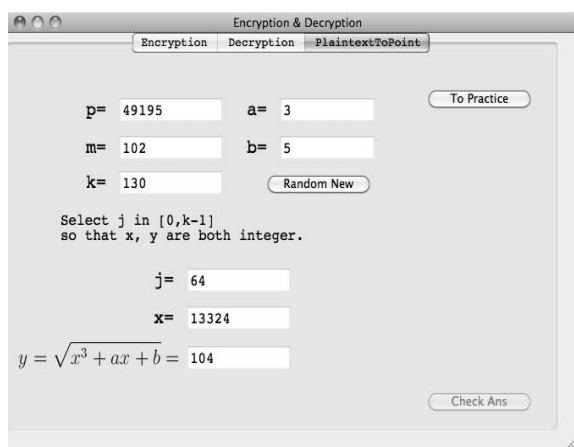 Encryption & Decryption
Encryption Decryption PlaintextToPoint
p= 49195 a= 3 To Practice
m= 102 b= 5
k= 130 Random New
Select j in [0,k-1]
so that x, y are both integer.
j= 64
x= 13324
y = √x³ + ax + b = 104
Check Ans